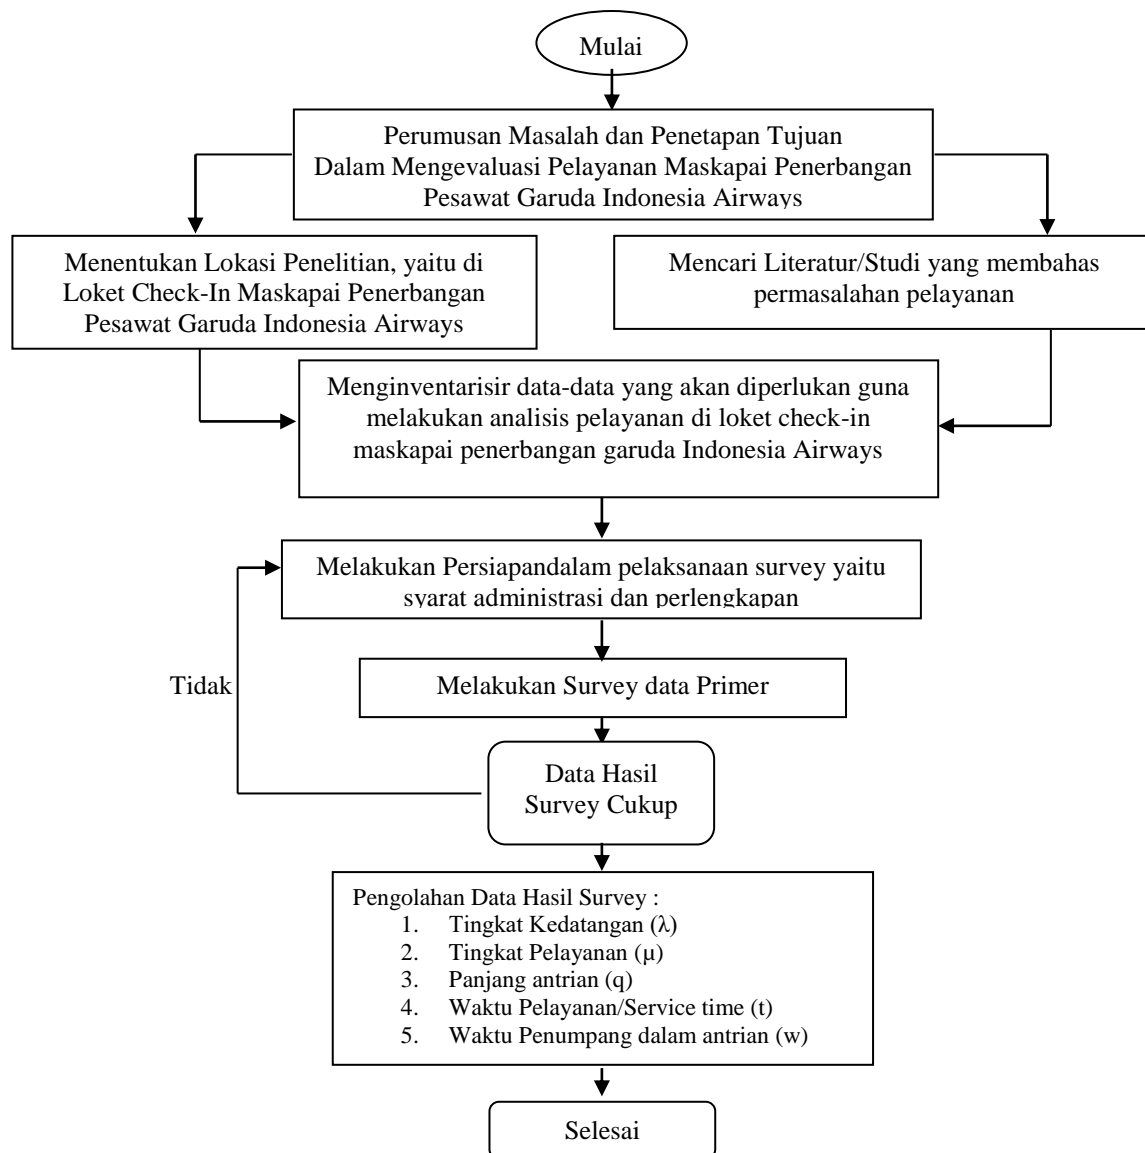 Mulai
Perumusan Masalah dan Penetapan Tujuan
Dalam Mengevaluasi Pelayanan Maskapai Penerbangan
Pesawat Garuda Indonesia Airways
Menentukan Lokasi Penelitian, yaitu di
Loket Check-In Maskapai Penerbangan
Pesawat Garuda Indonesia Airways
Mencari Literatur/Studi yang membahas
permasalahan pelayanan
Menginventarisir data-data yang akan diperlukan guna
melakukan analisis pelayanan di loket check-in
maskapai penerbangan garuda Indonesia Airways
Melakukan Persiapandalam pelaksanaan survey yaitu
syarat administrasi dan perlengkapan
Tidak
Melakukan Survey data Primer
Data Hasil
Survey Cukup
Pengolahan Data Hasil Survey :
1. Tingkat Kedatangan (λ)
2. Tingkat Pelayanan (µ)
3. Panjang antrian (q)
4. Waktu Pelayanan/Service time (t)
5. Waktu Penumpang dalam antrian (w)
Selesai